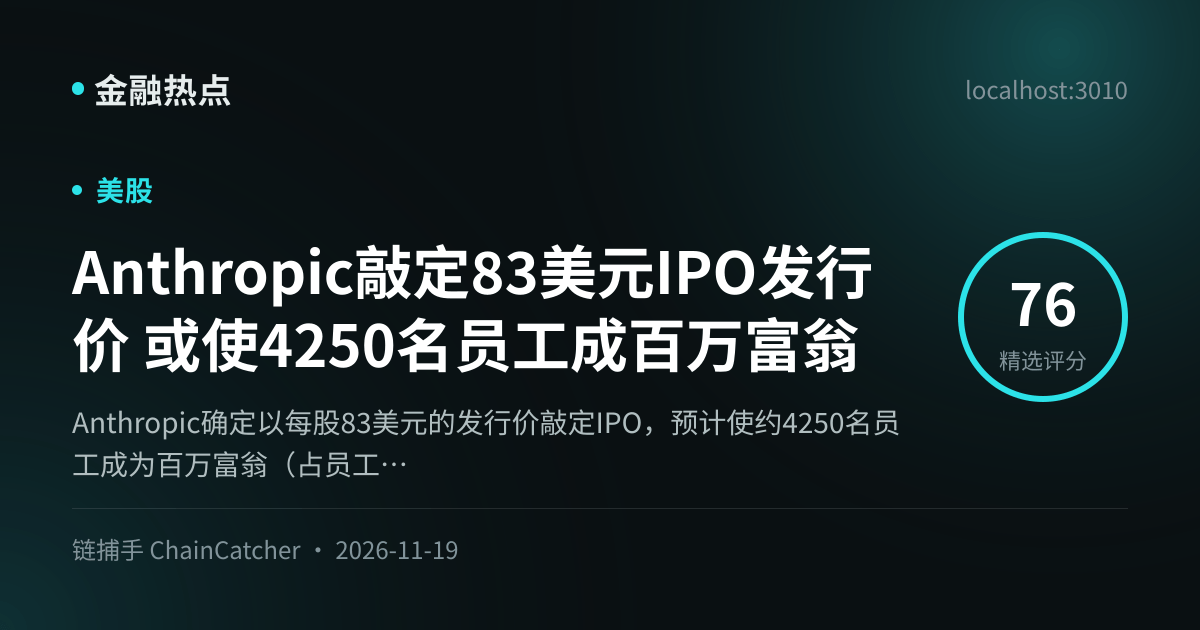 金融热点
localhost:3010
美股
Anthropic敲定83美元IPO发行
价 或使4250名员工成百万富翁
76
精选评分
Anthropic确定以每股83美元的发行价敲定IPO，预计使约4250名员
工成为百万富翁（占员工…
链捕手 ChainCatcher · 2026-11-19